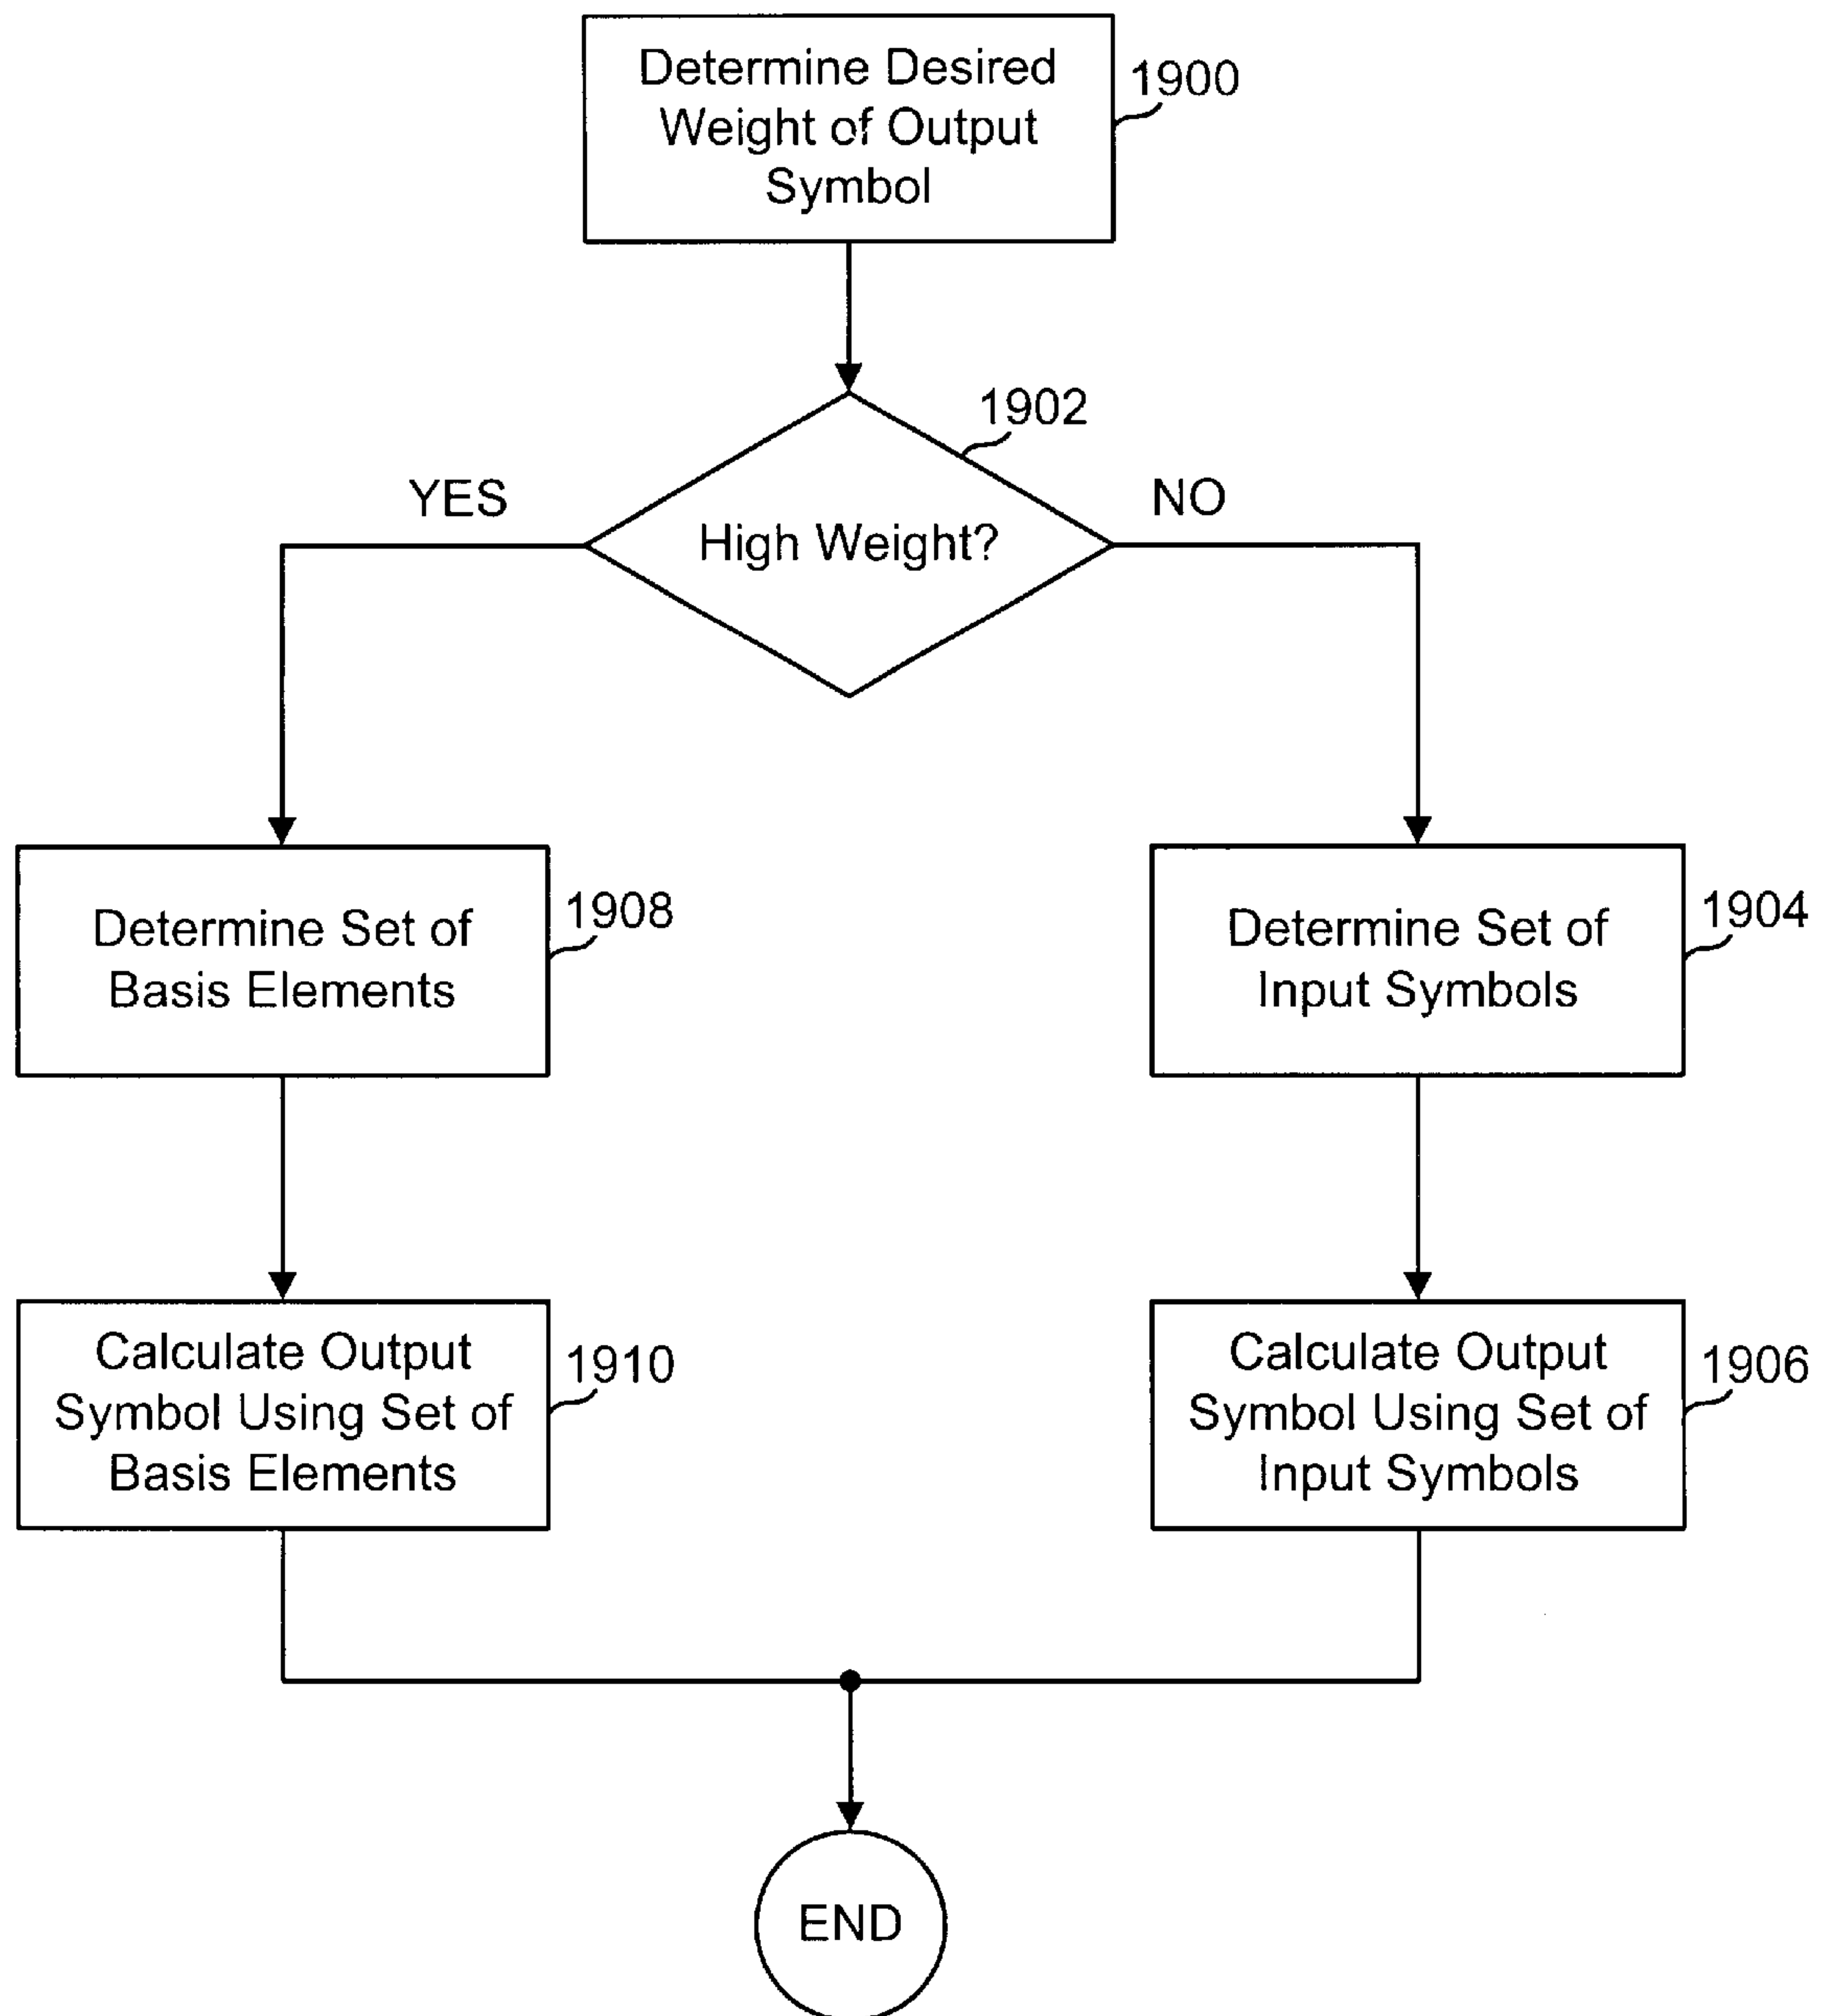 Determine Desired
Weight of Output
Symbol
1900
1902
YES
NO
High Weight?
Determine Set of
Basis Elements
1908
Determine Set of
Input Symbols
1904
Calculate Output
Symbol Using Set of
Basis Elements
1910
Calculate Output
Symbol Using Set of
Input Symbols
1906
END